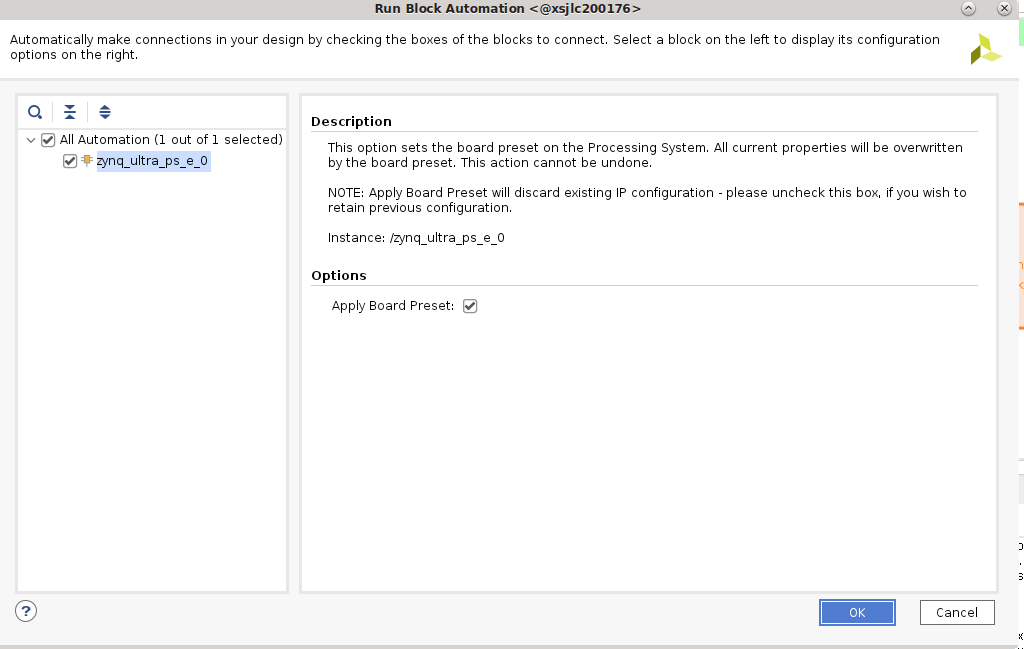 Run Block Automation <@xsjlc200176>
Automatically make connections in your design by checking the boxes of the blocks to connect. Select a block on the left to display its configuration
options on the right.
All Automation (1 out of 1 selected)
zynq_ultra_ps_e_0
Description
This option sets the board preset on the Processing System. All current properties will be overwritten
by the board preset. This action cannot be undone.
NOTE: Apply Board Preset will discard existing IP configuration - please uncheck this box, if you wish to
retain previous configuration.
Instance: /zynq_ultra_ps_e_0
Options
Apply Board Preset:
?
OK
Cancel